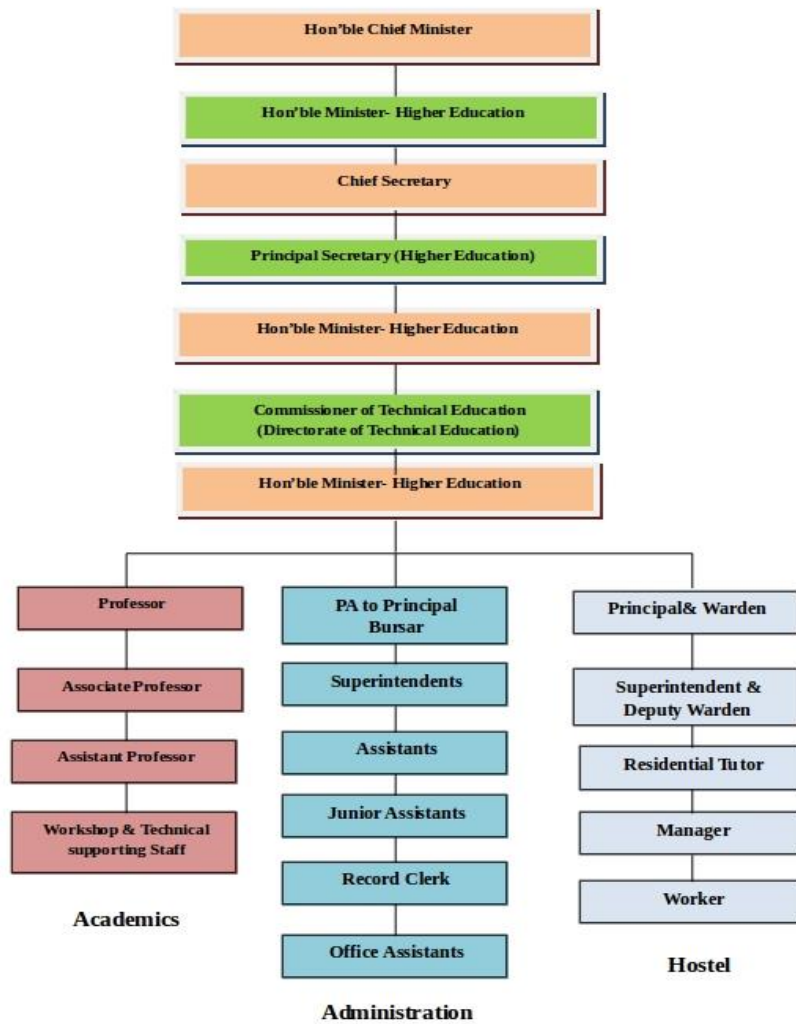 Hon'ble Chief Minister
Hon'ble Minister- Higher Education
Chief Secretary
Principal Secretary (Higher Education)
Hon'ble Minister- Higher Education
Commissioner of Technical Education
(Directorate of Technical Education)
Hon'ble Minister- Higher Education
Professor
Associate Professor
Assistant Professor
Workshop & Technical
supporting Staff
Academics
PA to Principal
Bursar
Superintendents
Assistants
Junior Assistants
Record Clerk
Office Assistants
Administration
Principal& Warden
Superintendent &
Deputy Warden
Residential Tutor
Manager
Worker
Hostel